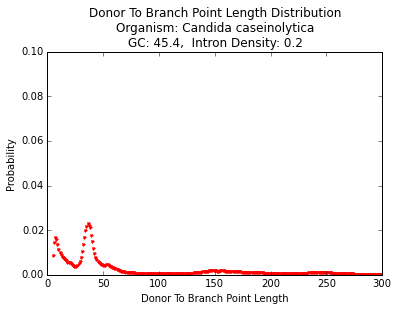 Donor To Branch Point Length Distribution
Organism: Candida caseinolytica
GC: 45.4,  Intron Density: 0.2
0.10
0.08
0.06
0.04
0.02
0.00
Probability
0 50 100 150 200 250 300
Donor To Branch Point Length